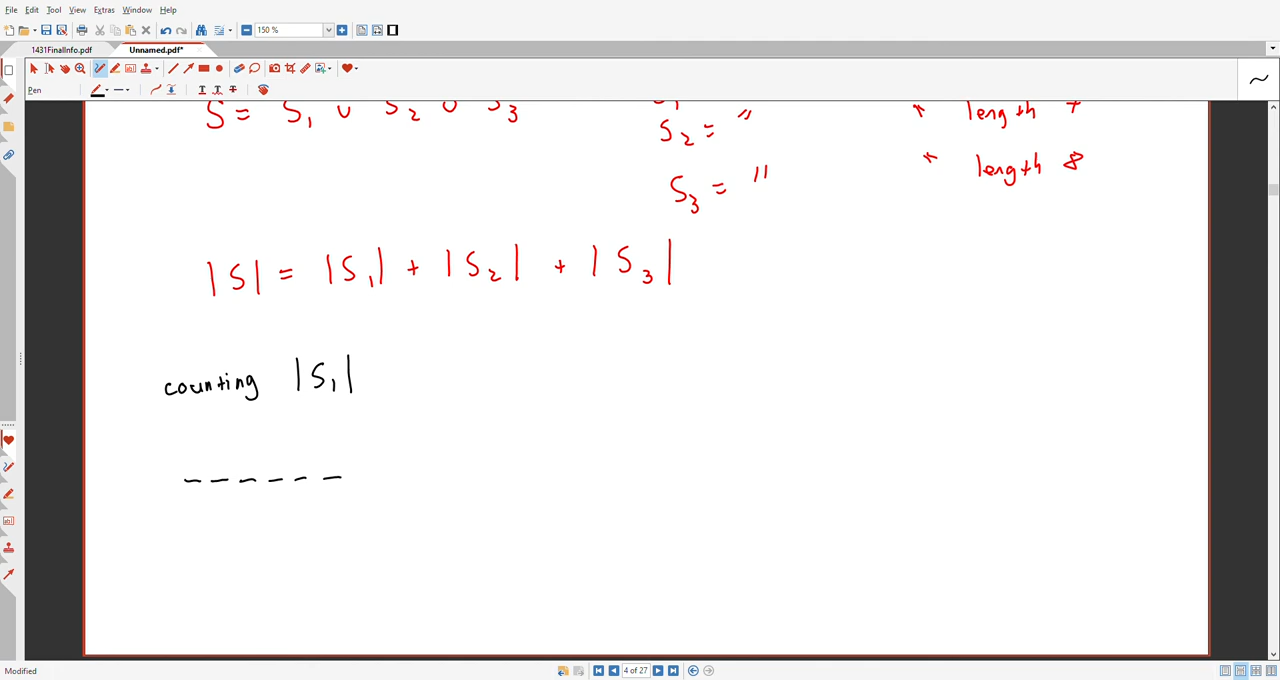 File Edit Tool View Extras Window Help
150 %
1431FinalInfo.pdf Unnamed.pdf*
Pen
S = S1 ∪ S2 ∪ S3
S2 = "
length 7
S3 = "
" length 8
|S| = |S1| + |S2| + |S3|
counting |S1|
_ _ _ _ _ _
Modified
4 of 27